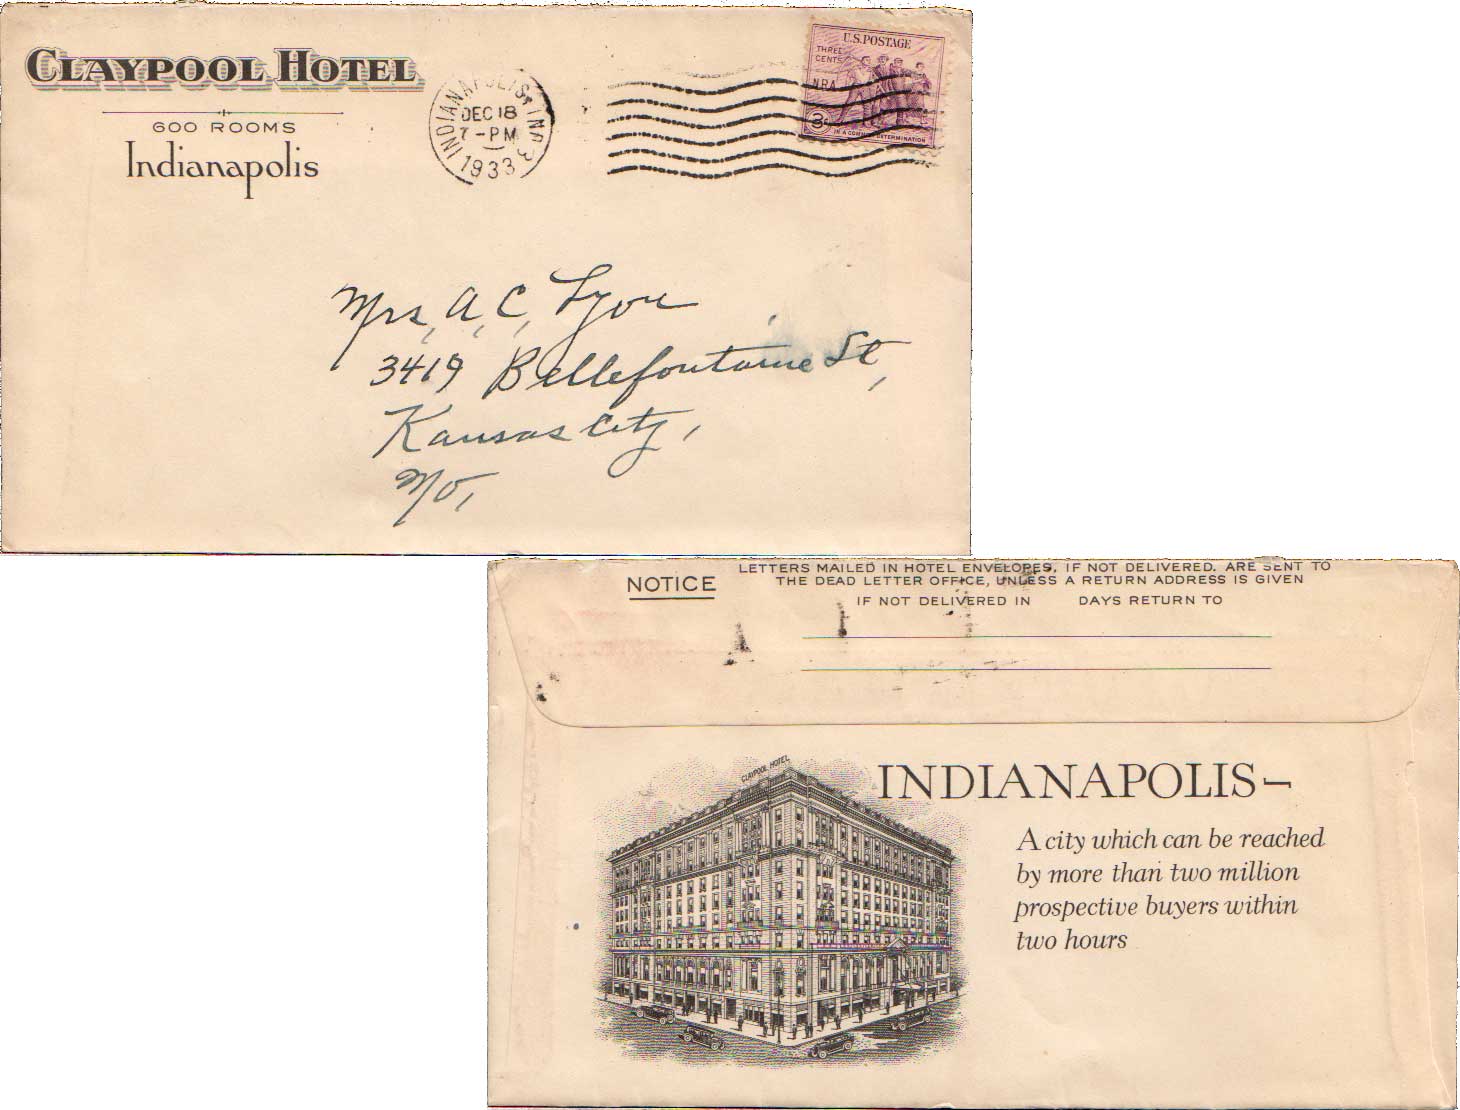 CLAYPOOL HOTEL
600 ROOMS
Indianapolis
INDIANAPOLIS, IND. 3
DEC 18
7-PM
1933
U.S. POSTAGE
THREE
CENTS
NRA
3¢
IN A COMMON DETERMINATION
Mrs, A, C, Lyon
3419 Bellefontaine St,
Kansas City,
Mo,
NOTICE
LETTERS MAILED IN HOTEL ENVELOPES, IF NOT DELIVERED, ARE SENT TO
THE DEAD LETTER OFFICE, UNLESS A RETURN ADDRESS IS GIVEN
IF NOT DELIVERED IN DAYS RETURN TO
CLAYPOOL HOTEL
INDIANAPOLIS—
A city which can be reached
by more than two million
prospective buyers within
two hours